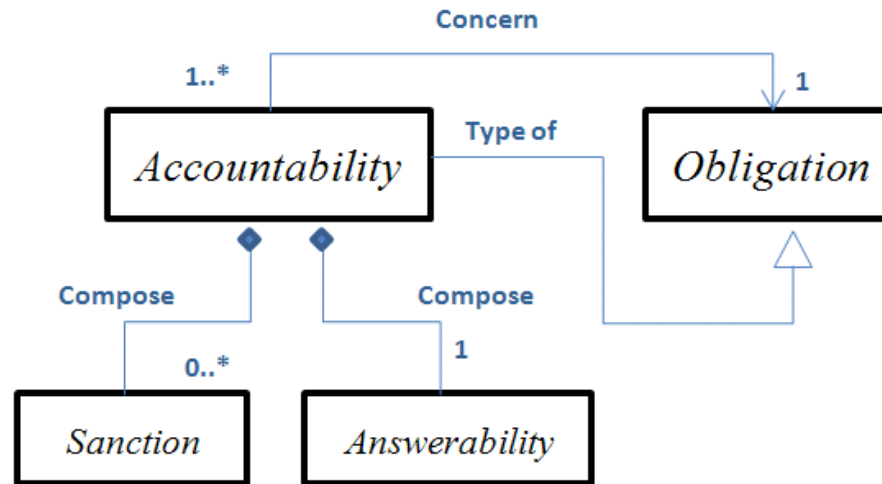 Concern
1..*
1
Accountability
Type of
Obligation
Compose
Compose
0..*
1
Sanction
Answerability